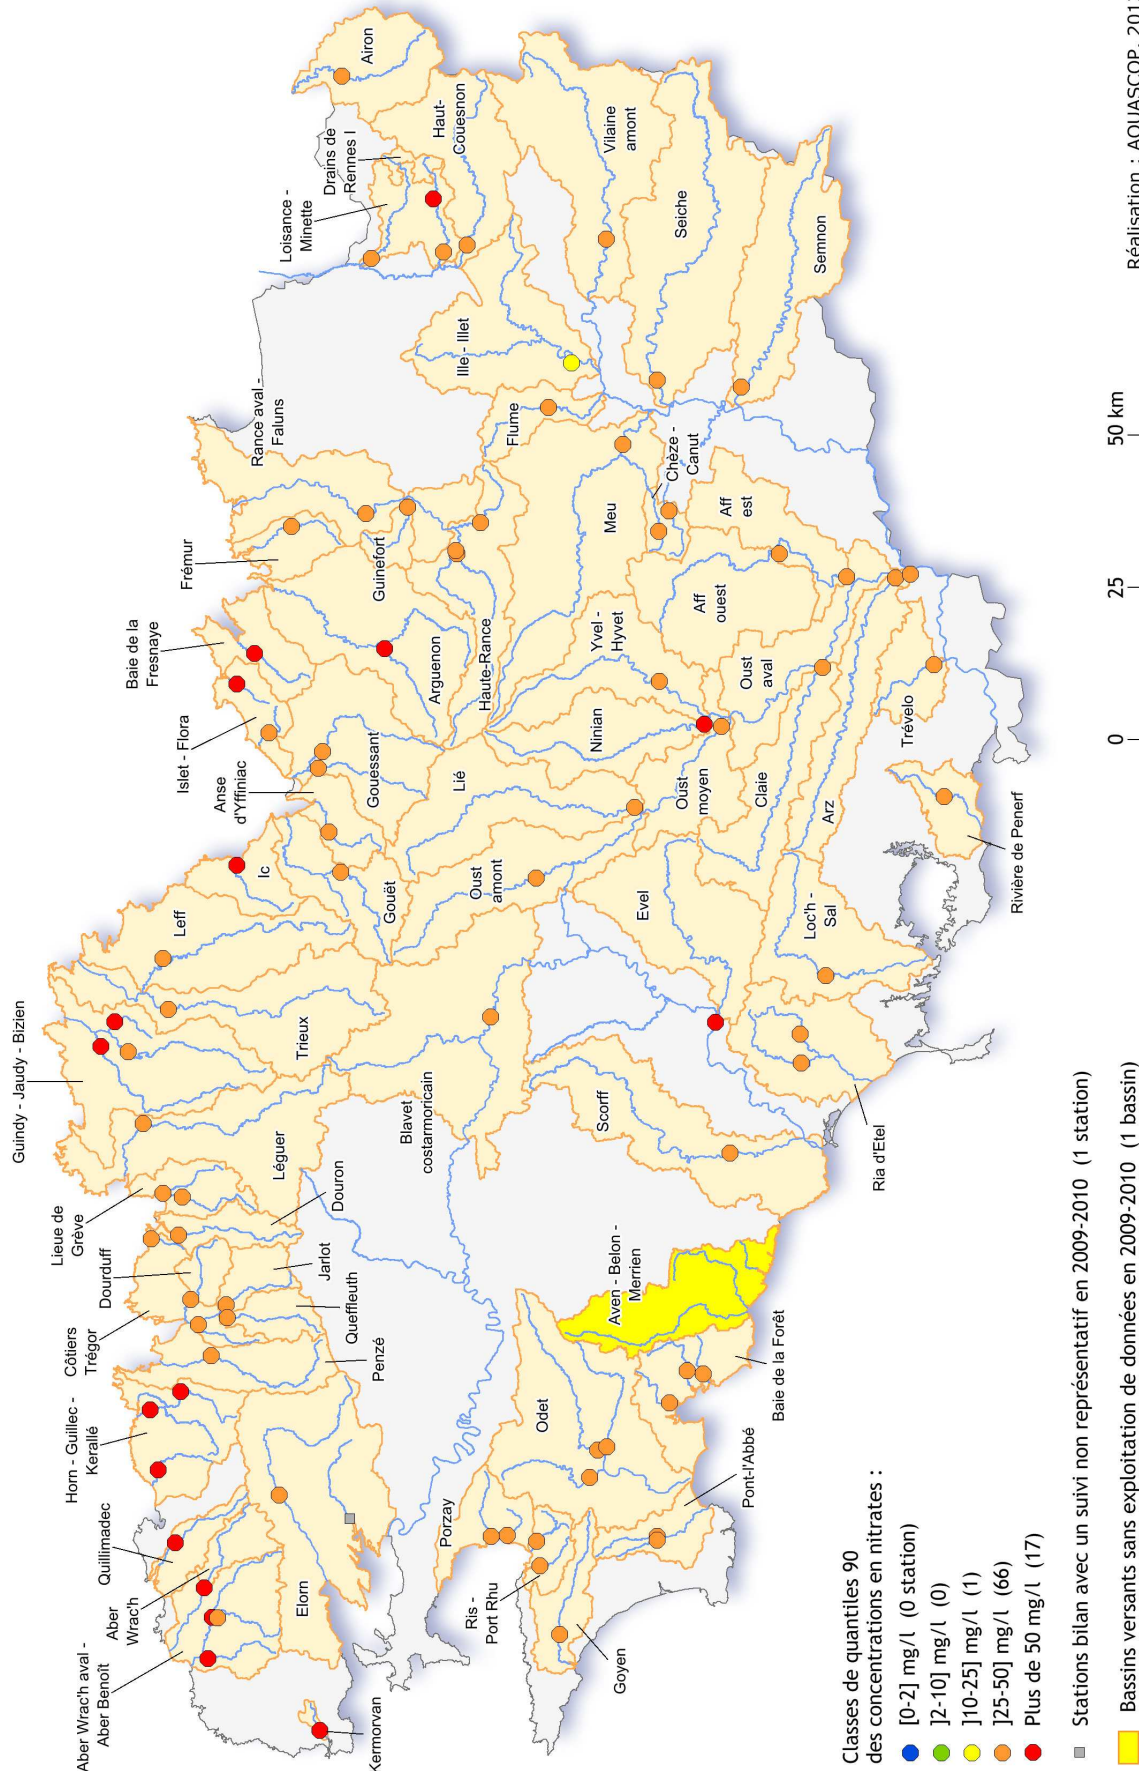 Guindy - Jaudy - Bizien
Lieue de
Grève
Dourduff
Côtiers
Trégor
Horn - Guillec -
Kerallé
Quillimadec
Aber
Wrac'h
Aber Wrac'h aval -
Aber Benoît
Kermorvan
Elorn
Penzé
Queffleuth
Jarlot
Douron
Léguer
Trieux
Leff
Ic
Gouët
Anse
d'Yffiniac
Islet - Flora
Baie de la
Fresnaye
Frémur
Rance aval -
Faluns
Guinefort
Arguenon
Gouessant
Haute-Rance
Lié
Loisance -
Minette
Drains de
Rennes I
Airon
Haut-
Couesnon
Ille - Illet
Flume
Vilaine
amont
Seiche
Semnon
Meu
Chèze -
Canut
Aff
est
Aff
ouest
Yvel -
Hyvet
Ninian
Oust
aval
Oust
moyen
Oust
amont
Claie
Arz
Trévelo
Rivière de Penerf
Loc'h -
Sal
Evel
Ria d'Etel
Blavet
costarmoricain
Scorff
Aven - Belon -
Merrien
Baie de la Forêt
Odet
Pont-l'Abbé
Porzay
Ris -
Port Rhu
Goyen
Classes de quantiles 90
des concentrations en nitrates :
[0-2] mg/l (0 station)
]2-10] mg/l (0)
]10-25] mg/l (1)
]25-50] mg/l (66)
Plus de 50 mg/l (17)
Stations bilan avec un suivi non représentatif en 2009-2010 (1 station)
Bassins versants sans exploitation de données en 2009-2010 (1 bassin)
0
25
50 km
Réalisation : AQUASCOP,